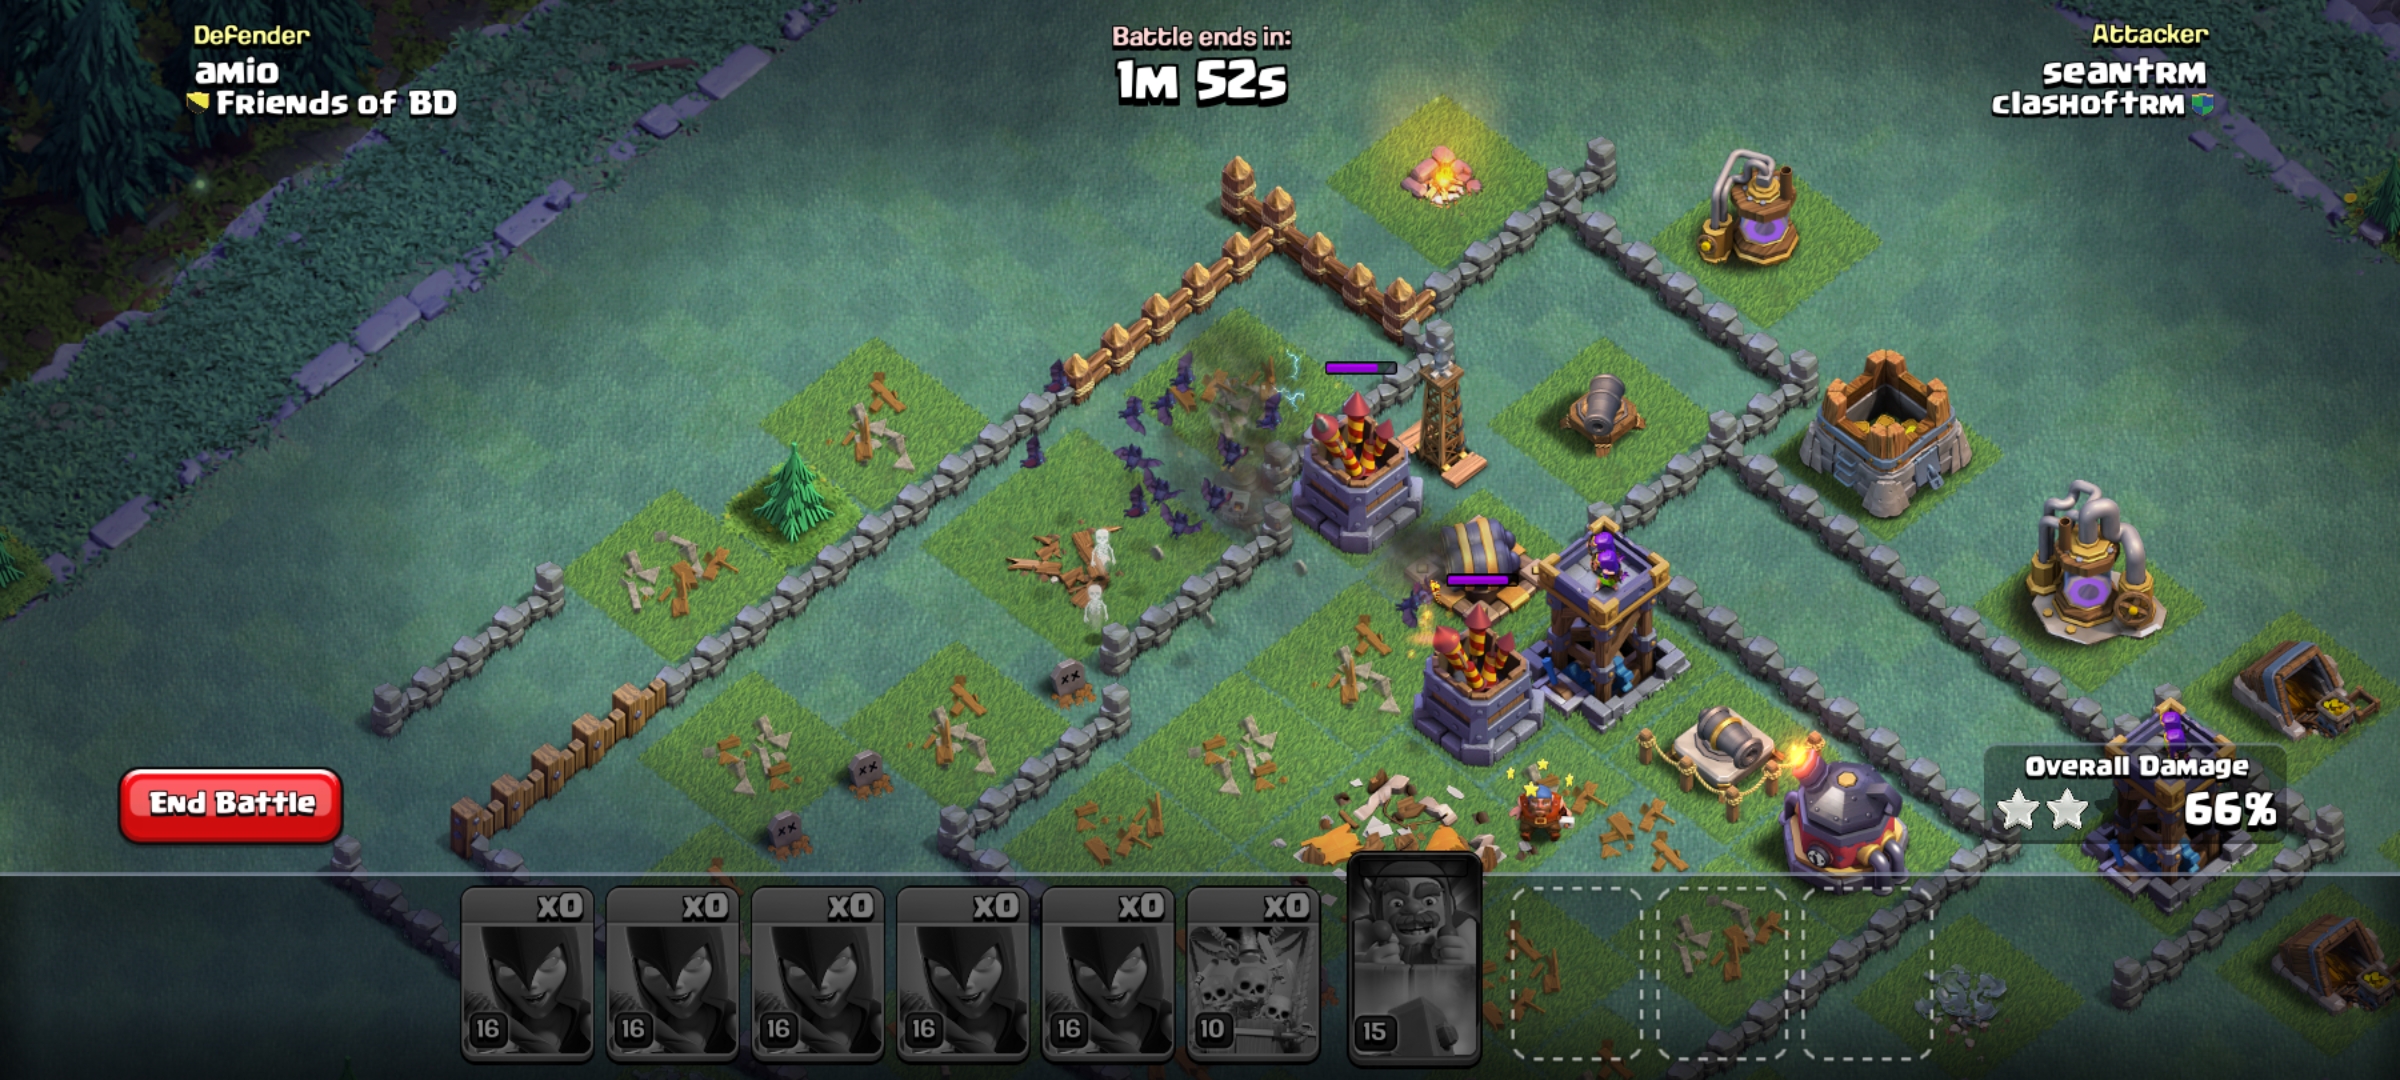 Defender
amio
Friends of BD
Battle ends in:
1m 52s
Attacker
seantrm
clashoftrm
End Battle
Overall Damage
66%
x0
x0
x0
x0
x0
x0
16
16
16
16
16
10
15